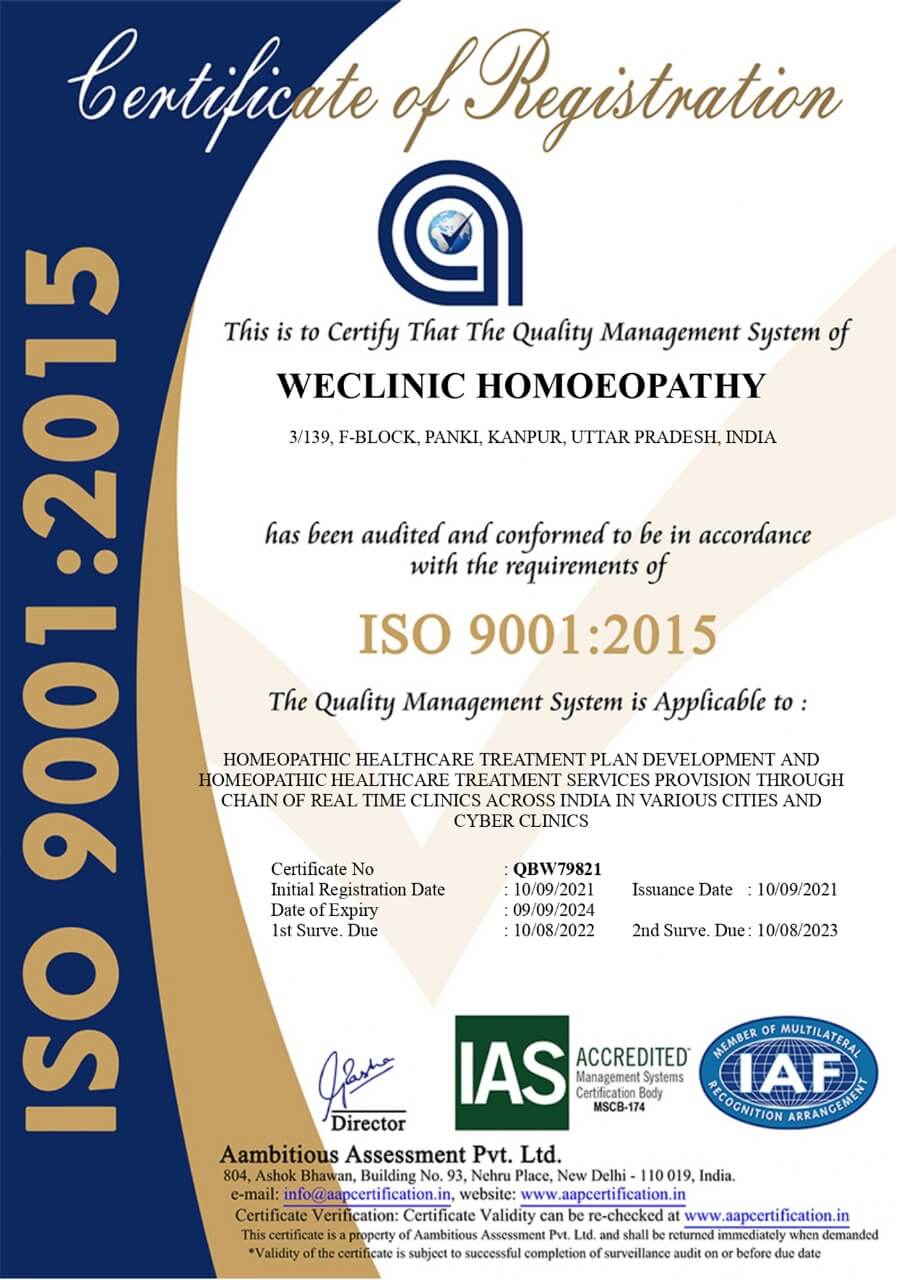 Certificate of Registration
ISO 9001:2015
This is to Certify That The Quality Management System of
WECLINIC HOMOEOPATHY
3/139, F-BLOCK, PANKI, KANPUR, UTTAR PRADESH, INDIA
has been audited and conformed to be in accordance
with the requirements of
ISO 9001:2015
The Quality Management System is Applicable to :
HOMEOPATHIC HEALTHCARE TREATMENT PLAN DEVELOPMENT AND
HOMEOPATHIC HEALTHCARE TREATMENT SERVICES PROVISION THROUGH
CHAIN OF REAL TIME CLINICS ACROSS INDIA IN VARIOUS CITIES AND
CYBER CLINICS
Certificate No : QBW79821
Initial Registration Date : 10/09/2021 Issuance Date : 10/09/2021
Date of Expiry : 09/09/2024
1st Surve. Due : 10/08/2022 2nd Surve. Due : 10/08/2023
Director
IAS ACCREDITED™
Management Systems
Certification Body
MSCB-174
MEMBER OF MULTILATERAL
IAF
RECOGNITION ARRANGEMENT
Aambitious Assessment Pvt. Ltd.
804, Ashok Bhawan, Building No. 93, Nehru Place, New Delhi - 110 019, India.
e-mail: info@aapcertification.in, website: www.aapcertification.in
Certificate Verification: Certificate Validity can be re-checked at www.aapcertification.in
This certificate is a property of Aambitious Assessment Pvt. Ltd. and shall be returned immediately when demanded
*Validity of the certificate is subject to successful completion of surveillance audit on or before due date